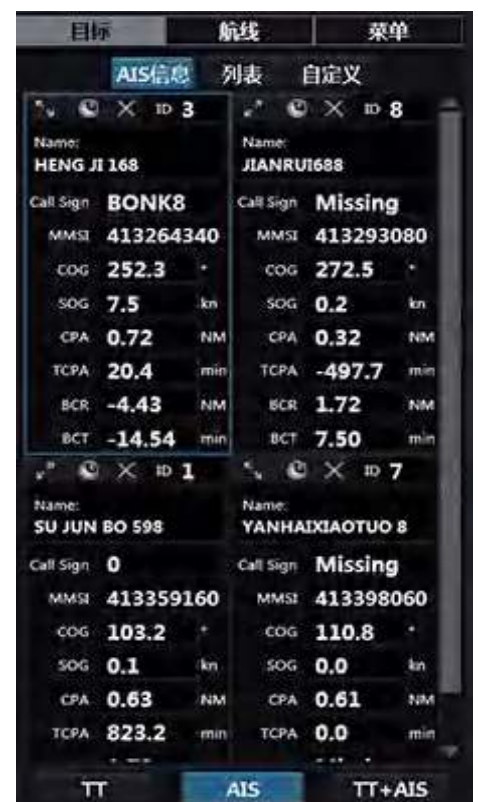 目标 航线 菜单
AIS信息 列表 自定义
ID 3
Name:
HENG JI 168
Call Sign BONK8
MMSI 413264340
COG 252.3 °
SOG 7.5 kn
CPA 0.72 NM
TCPA 20.4 min
BCR -4.43 NM
BCT -14.54 min
ID 8
Name:
JIANRUI688
Call Sign Missing
MMSI 413293080
COG 272.5 °
SOG 0.2 kn
CPA 0.32 NM
TCPA -497.7 min
BCR 1.72 NM
BCT 7.50 min
ID 1
Name:
SU JUN BO 598
Call Sign 0
MMSI 413359160
COG 103.2 °
SOG 0.1 kn
CPA 0.63 NM
TCPA 823.2 min
ID 7
Name:
YANHAIXIAOTUO 8
Call Sign Missing
MMSI 413398060
COG 110.8 °
SOG 0.0 kn
CPA 0.61 NM
TCPA 0.0 min
TT AIS TT+AIS